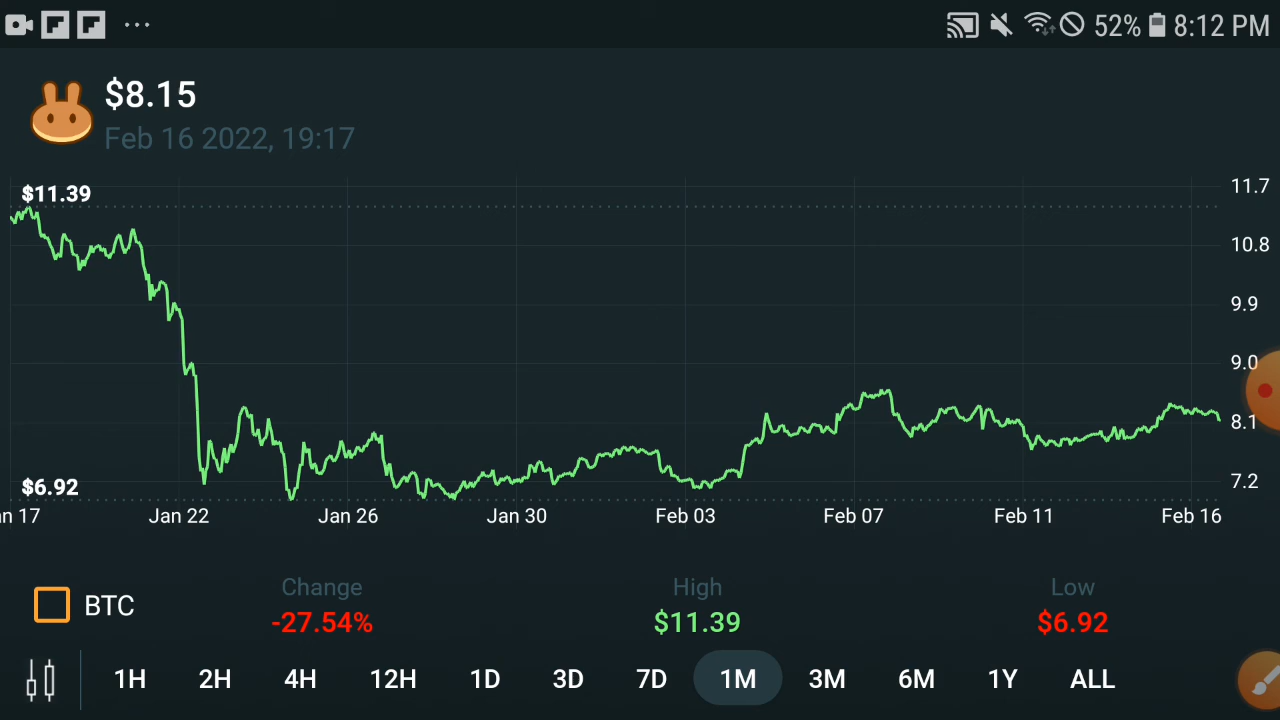 52% 8:12 PM
$8.15
Feb 16 2022, 19:17
$11.39
11.7
10.8
9.9
9.0
8.1
7.2
$6.92
n 17 Jan 22 Jan 26 Jan 30 Feb 03 Feb 07 Feb 11 Feb 16
BTC
Change High Low
-27.54% $11.39 $6.92
1H 2H 4H 12H 1D 3D 7D 1M 3M 6M 1Y ALL